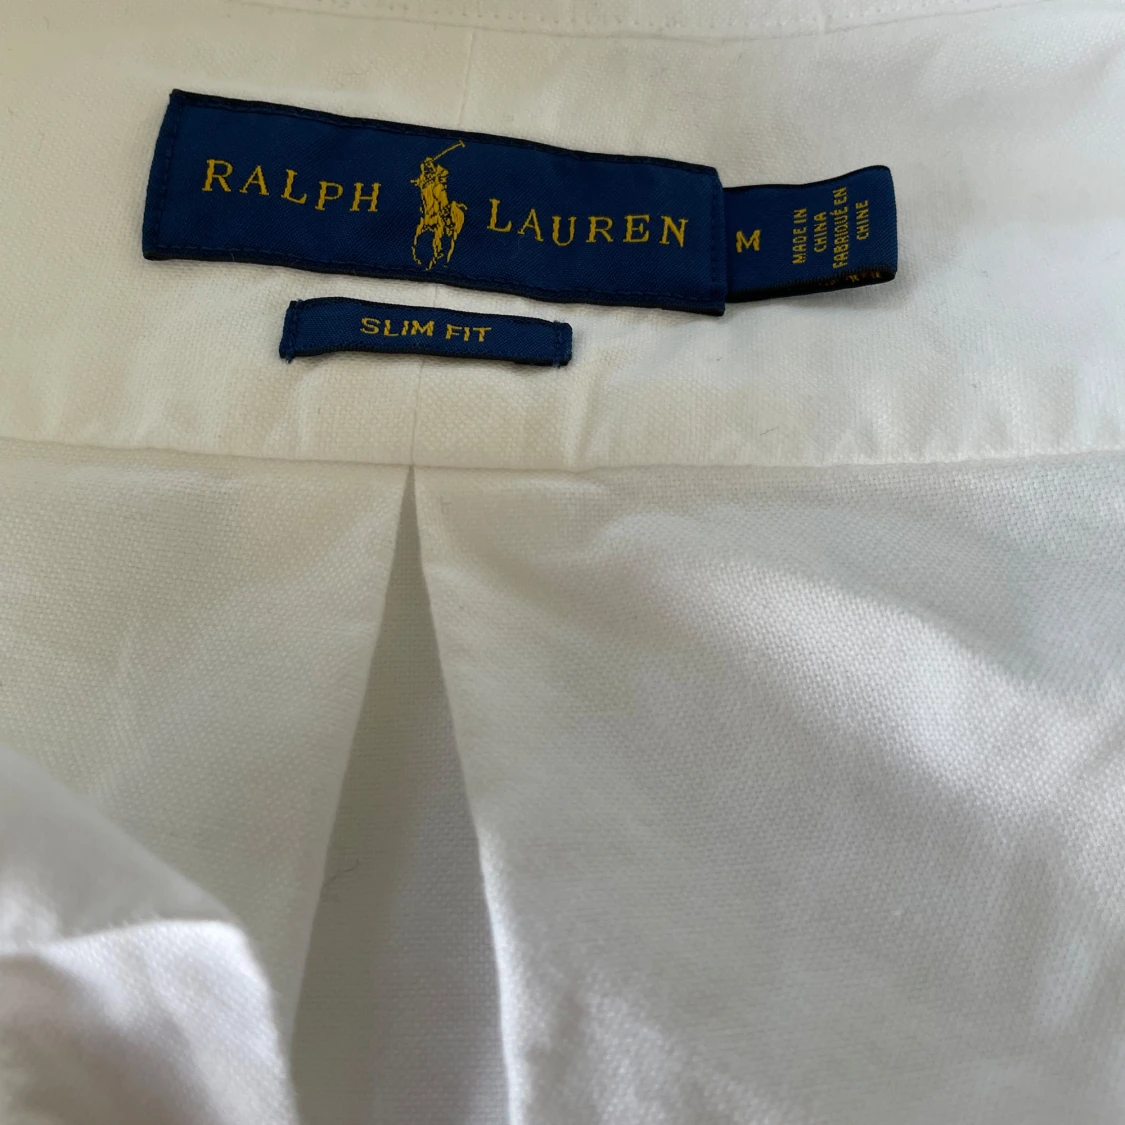 RALPH LAUREN
M
MADE IN
CHINA
FABRIQUÉ EN
CHINE
SLIM FIT